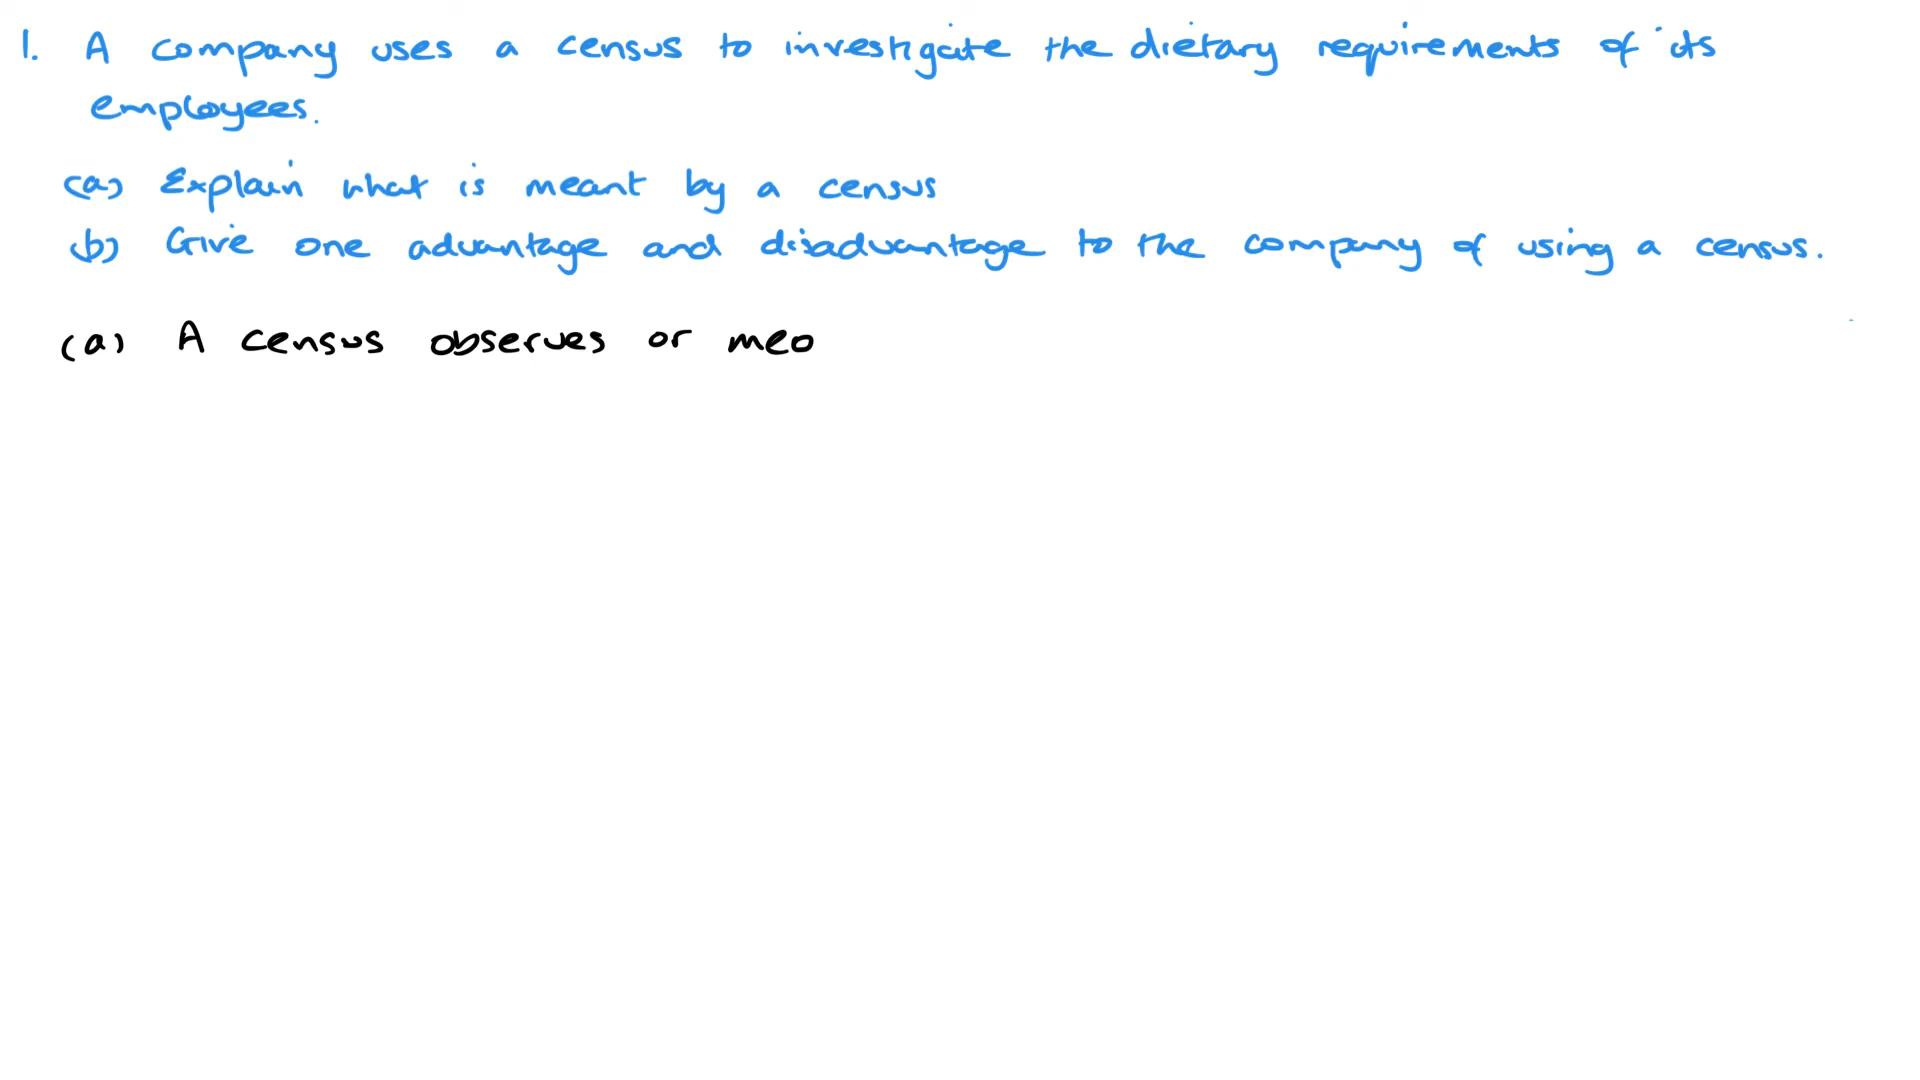 1. A company uses a census to investigate the dietary requirements of its
employees.
(a) Explain what is meant by a census
(b) Give one advantage and disadvantage to the company of using a census.
(a) A census observes or meo